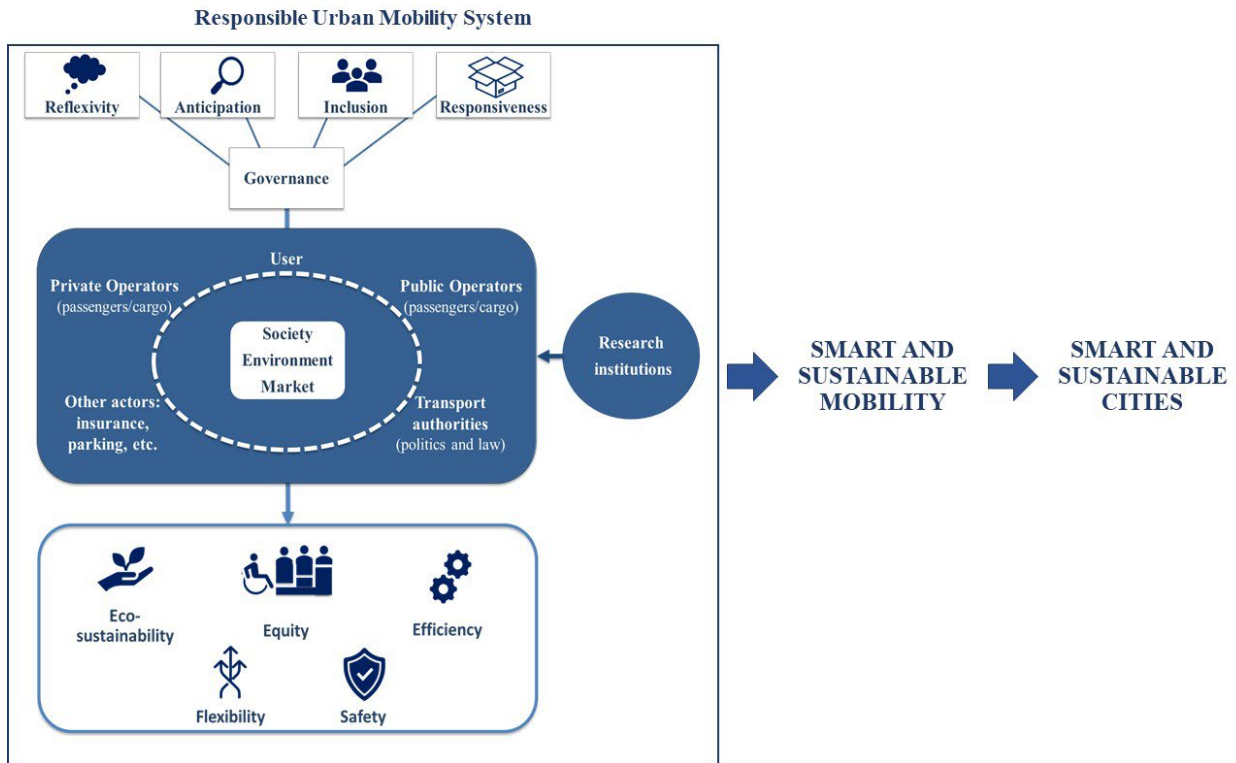 Responsible Urban Mobility System
Reflexivity
Anticipation
Inclusion
Responsiveness
Governance
User
Private Operators
(passengers/cargo)
Public Operators
(passengers/cargo)
Society
Environment
Market
Other actors:
insurance,
parking, etc.
Transport
authorities
(politics and law)
Research
institutions
Eco-
sustainability
Equity
Efficiency
Flexibility
Safety
SMART AND
SUSTAINABLE
MOBILITY
SMART AND
SUSTAINABLE
CITIES